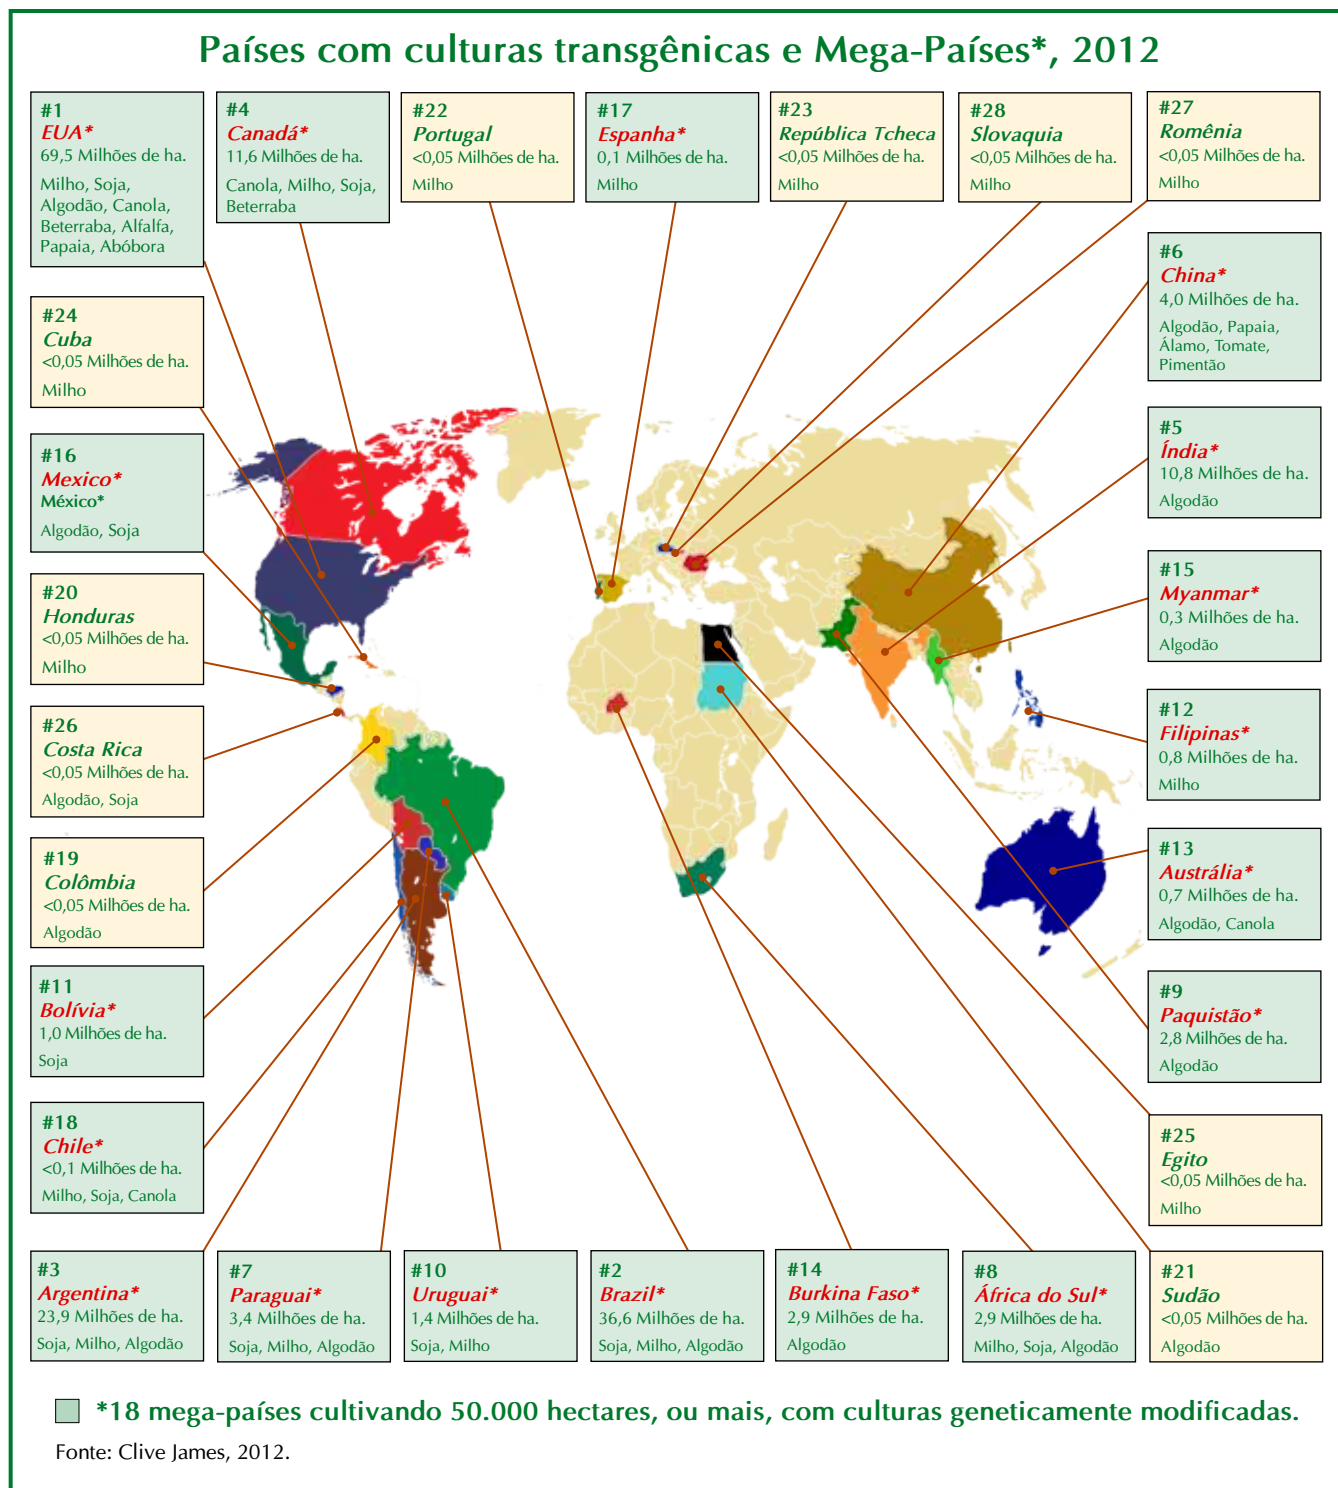 Países com culturas transgênicas e Mega-Países*, 2012
#1
EUA*
69,5 Milhões de ha.
Milho, Soja,
Algodão, Canola,
Beterraba, Alfalfa,
Papaia, Abóbora
#4
Canadá*
11,6 Milhões de ha.
Canola, Milho, Soja,
Beterraba
#22
Portugal
<0,05 Milhões de ha.
Milho
#17
Espanha*
0,1 Milhões de ha.
Milho
#23
República Tcheca
<0,05 Milhões de ha.
Milho
#28
Slovaquia
<0,05 Milhões de ha.
Milho
#27
Romênia
<0,05 Milhões de ha.
Milho
#24
Cuba
<0,05 Milhões de ha.
Milho
#16
Mexico*
México*
Algodão, Soja
#20
Honduras
<0,05 Milhões de ha.
Milho
#26
Costa Rica
<0,05 Milhões de ha.
Algodão, Soja
#19
Colômbia
<0,05 Milhões de ha.
Algodão
#11
Bolívia*
1,0 Milhões de ha.
Soja
#18
Chile*
<0,1 Milhões de ha.
Milho, Soja, Canola
#6
China*
4,0 Milhões de ha.
Algodão, Papaia,
Álamo, Tomate,
Pimentão
#5
Índia*
10,8 Milhões de ha.
Algodão
#15
Myanmar*
0,3 Milhões de ha.
Algodão
#12
Filipinas*
0,8 Milhões de ha.
Milho
#13
Austrália*
0,7 Milhões de ha.
Algodão, Canola
#9
Paquistão*
2,8 Milhões de ha.
Algodão
#25
Egito
<0,05 Milhões de ha.
Milho
#3
Argentina*
23,9 Milhões de ha.
Soja, Milho, Algodão
#7
Paraguai*
3,4 Milhões de ha.
Soja, Milho, Algodão
#10
Uruguai*
1,4 Milhões de ha.
Soja, Milho
#2
Brazil*
36,6 Milhões de ha.
Soja, Milho, Algodão
#14
Burkina Faso*
2,9 Milhões de ha.
Algodão
#8
África do Sul*
2,9 Milhões de ha.
Milho, Soja, Algodão
#21
Sudão
<0,05 Milhões de ha.
Algodão
*18 mega-países cultivando 50.000 hectares, ou mais, com culturas geneticamente modificadas.
Fonte: Clive James, 2012.